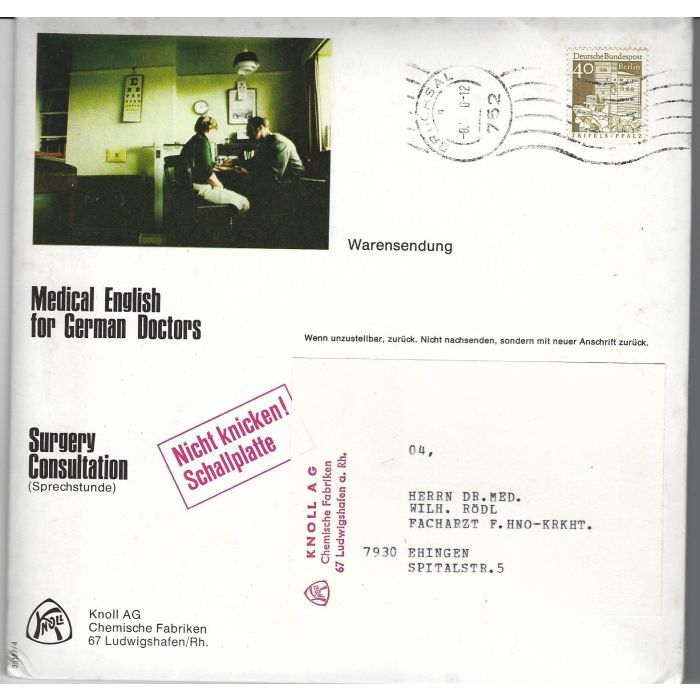 Deutsche Bundespost
40
Berlin
TRIFELS/PFALZ
BRUCHSAL
752
Warensendung
Medical English
for German Doctors
Wenn unzustellbar, zurück. Nicht nachsenden, sondern mit neuer Anschrift zurück.
Nicht knicken!
Schallplatte
Surgery
Consultation
(Sprechstunde)
KNOLL AG
Chemische Fabriken
67 Ludwigshafen a. Rh.
04,
HERRN DR.MED.
WILH. RÖDL
FACHARZT F.HNO-KRKHT.
7930 EHINGEN
SPITALSTR.5
KNOLL
Knoll AG
Chemische Fabriken
67 Ludwigshafen/Rh.